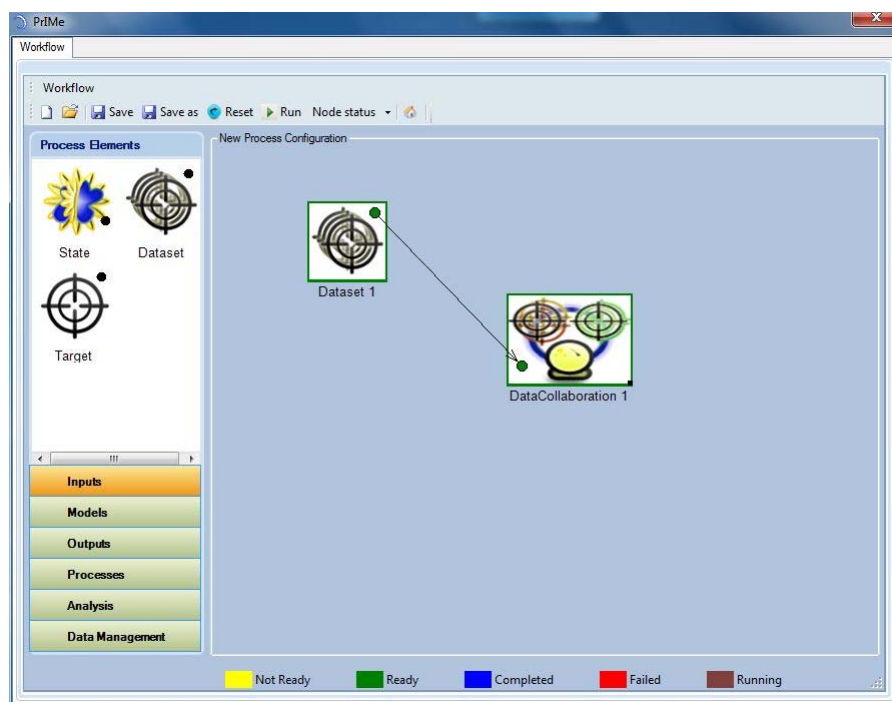 PrIMe
Workflow
Workflow
Save Save as Reset Run Node status
Process Elements
New Process Configuration
State Dataset
Target
Dataset 1
DataCollaboration 1
Inputs
Models
Outputs
Processes
Analysis
Data Management
Not Ready Ready Completed Failed Running